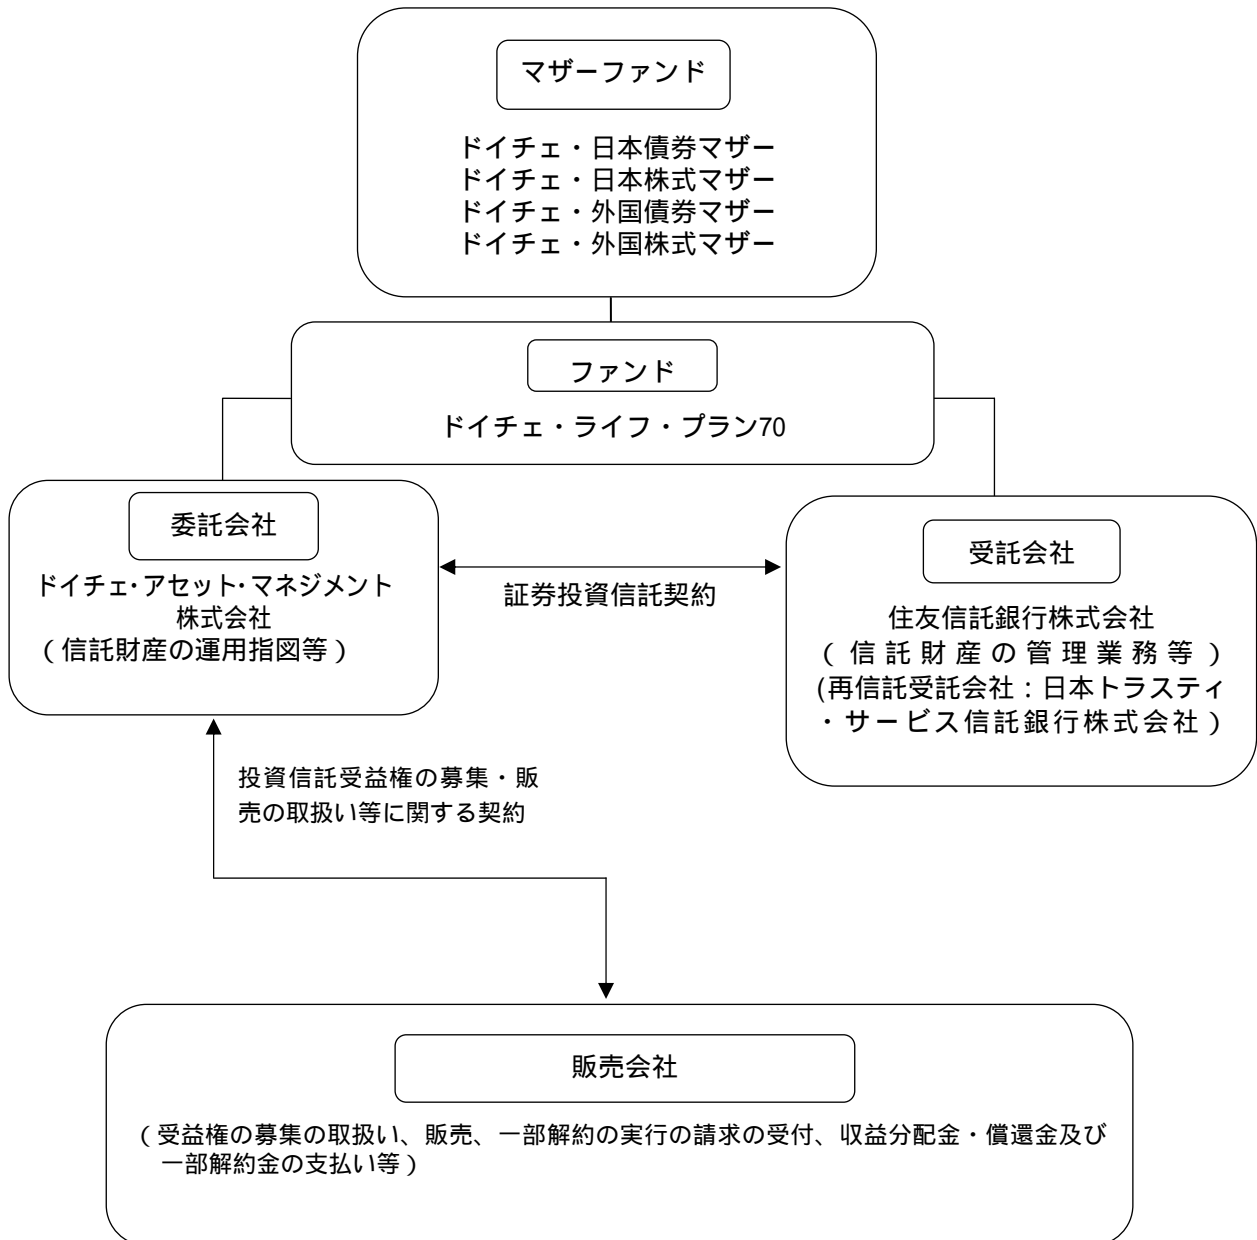 マザーファンド
ドイチェ・日本債券マザー
ドイチェ・日本株式マザー
ドイチェ・外国債券マザー
ドイチェ・外国株式マザー
ファンド
ドイチェ・ライフ・プラン70
委託会社
ドイチェ・アセット・マネジメント
株式会社
(信託財産の運用指図等)
証券投資信託契約
受託会社
住友信託銀行株式会社
(信託財産の管理業務等)
(再信託受託会社:日本トラスティ
・サービス信託銀行株式会社)
投資信託受益権の募集・販
売の取扱い等に関する契約
販売会社
(受益権の募集の取扱い、販売、一部解約の実行の請求の受付、収益分配金・償還金及び
一部解約金の支払い等)